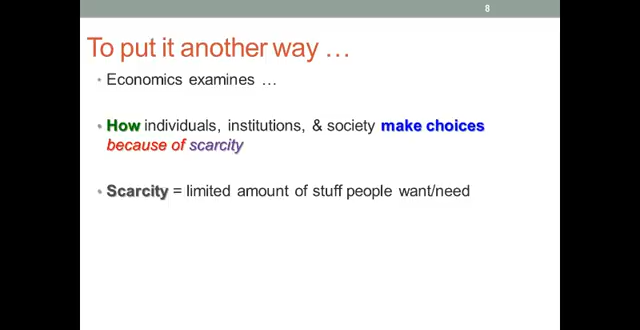 8
To put it another way …
• Economics examines …
• How individuals, institutions, & society make choices
because of scarcity
• Scarcity = limited amount of stuff people want/need